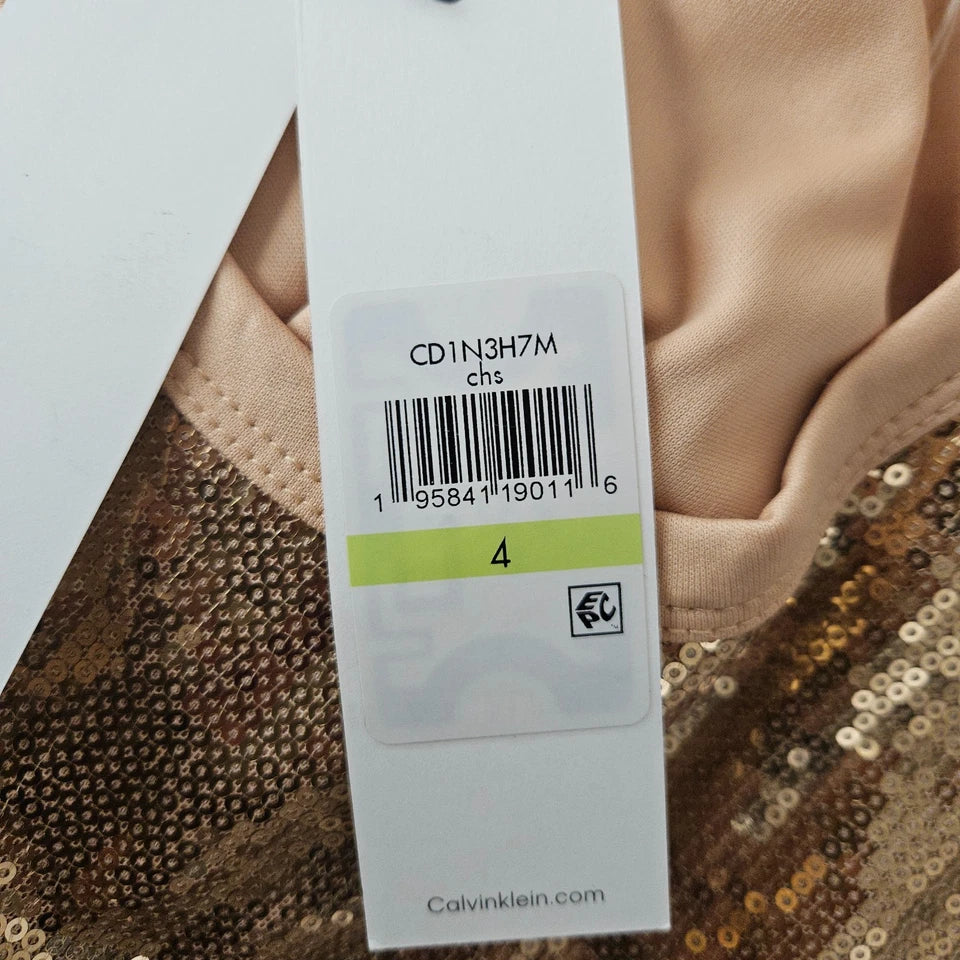 CD1N3H7M
chs
1 95841 19011 6
4
EPC
Calvinklein.com